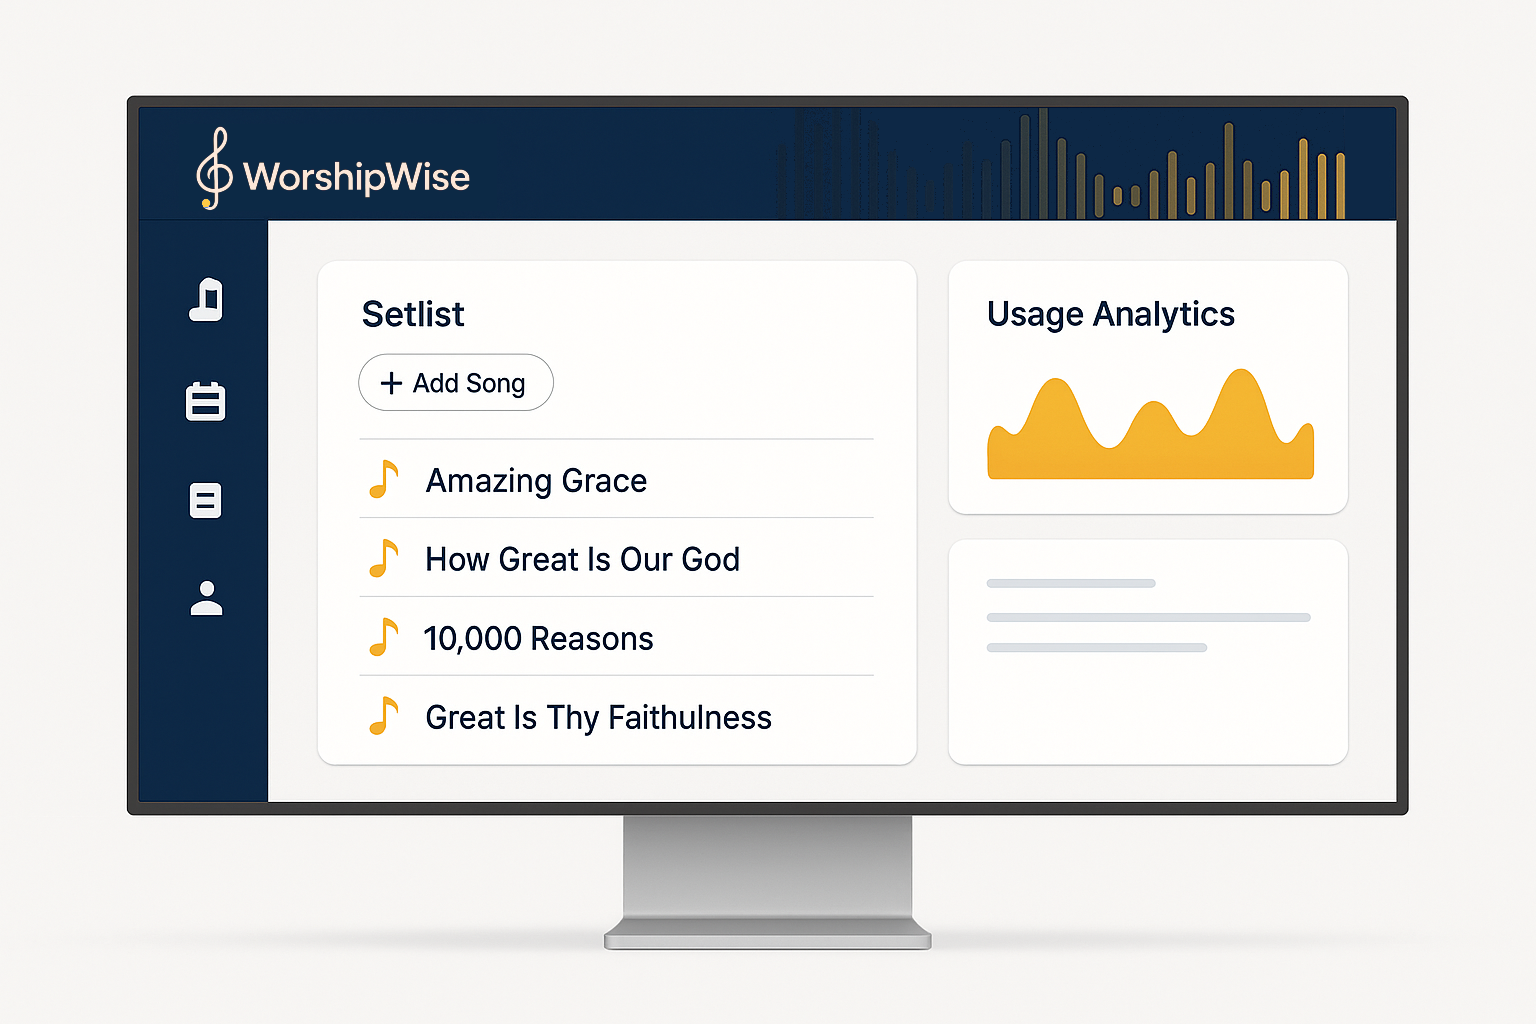 WorshipWise
Setlist
+ Add Song
Amazing Grace
How Great Is Our God
10,000 Reasons
Great Is Thy Faithulness
Usage Analytics